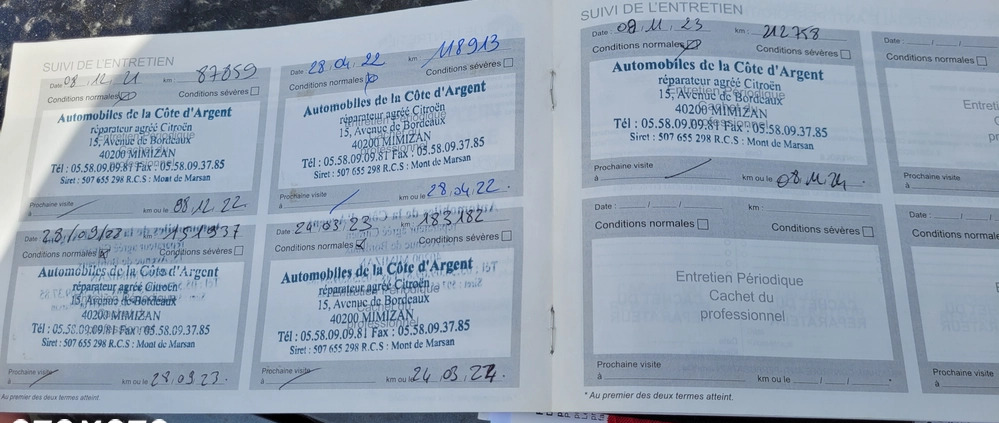 SUIVI DE L'ENTRETIEN
Date 08.12.21 km 87859
Conditions normales Conditions sévères
Automobiles de la Côte d'Argent
réparateur agréé Citroën
15, Avenue de Bordeaux
40200 MIMIZAN
Tél : 05.58.09.09.81 Fax : 05.58.09.37.85
Siret : 507 655 298 R.C.S : Mont de Marsan
Prochaine visite
à km ou le 08.12.22
Date : 28.04.22 km 118913
Conditions normales Conditions sévères
Automobiles de la Côte d'Argent
réparateur agréé Citroën
15, Avenue de Bordeaux
40200 MIMIZAN
Tél : 05.58.09.09.81 Fax : 05.58.09.37.85
Siret : 507 655 298 R.C.S : Mont de Marsan
Prochaine visite
à km ou le 28.04.22.
Date : 28/09/22 151937
Conditions normales Conditions sévères
Automobiles de la Côte d'Argent
réparateur agréé Citroën
15, Avenue de Bordeaux
40200 MIMIZAN
Tél : 05.58.09.09.81 Fax : 05.58.09.37.85
Siret : 507 655 298 R.C.S : Mont de Marsan
Prochaine visite
à km ou le 28.09.23.
Date : 24.03.23 183182
Conditions normales Conditions sévères
Automobiles de la Côte d'Argent
réparateur agréé Citroën
15, Avenue de Bordeaux
40200 MIMIZAN
Tél : 05.58.09.09.81 Fax : 05.58.09.37.85
Siret : 507 655 298 R.C.S : Mont de Marsan
Prochaine visite
à km ou le 24.03.24.
* Au premier des deux termes atteint.
SUIVI DE L'ENTRETIEN
Date : 08.11.23 km : 212758
Conditions normales Conditions sévères
Automobiles de la Côte d'Argent
réparateur agréé Citroën
15, Avenue de Bordeaux
40200 MIMIZAN
Tél : 05.58.09.09.81 Fax : 05.58.09.37.85
Siret : 507 655 298 R.C.S : Mont de Marsan
Prochaine visite
à km ou le 08.11.24
Date : / / km :
Conditions normales Conditions sévères
Entretien Périodique
Cachet du
professionnel
Prochaine visite
à km ou le / /
* Au premier des deux termes atteint.
Date : / /
Conditions normales
Prochaine visite
à
Date : / /
Conditions normale
Prochaine visite
à